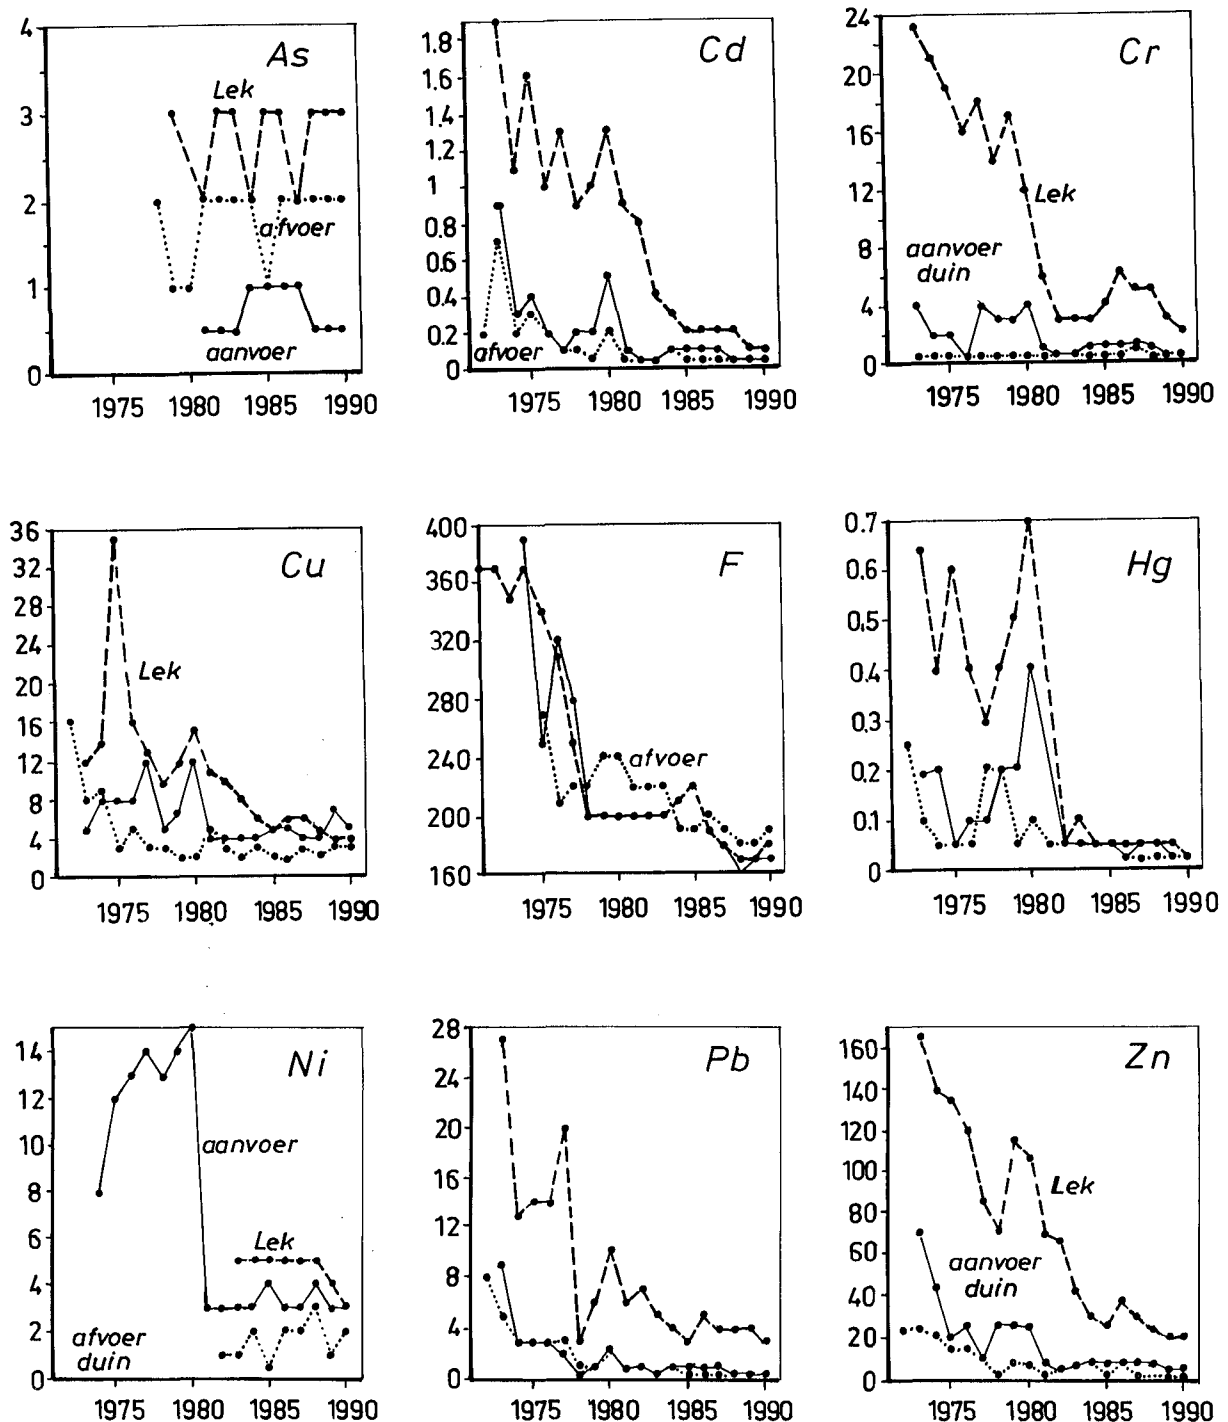 As
4
3
2
1
0
Lek
afvoer
aanvoer
1975 1980 1985 1990
Cd
1.8
1.6
1.4
1.2
1
0.8
0.6
0.4
0.2
0
afvoer
1975 1980 1985 1990
Cr
24
20
16
12
8
4
0
Lek
aanvoer
duin
1975 1980 1985 1990
Cu
36
32
28
24
20
16
12
8
4
0
Lek
1975 1980 1985 1990
F
400
360
320
280
240
200
160
afvoer
1975 1980 1985 1990
Hg
0.7
0.6
0.5
0.4
0.3
0.2
0.1
0
1975 1980 1985 1990
Ni
14
12
10
8
6
4
2
0
aanvoer
Lek
afvoer
duin
1975 1980 1985 1990
Pb
28
24
20
16
12
8
4
0
1975 1980 1985 1990
Zn
160
140
120
100
80
60
40
20
0
Lek
aanvoer
duin
1975 1980 1985 1990